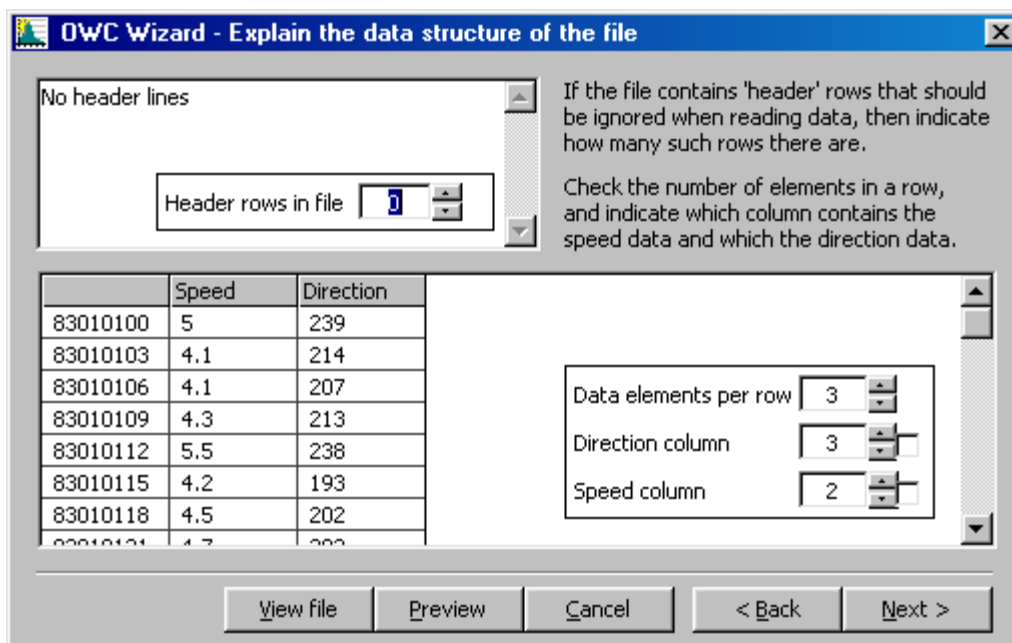 OWC Wizard - Explain the data structure of the file
No header lines
Header rows in file 0
If the file contains 'header' rows that should
be ignored when reading data, then indicate
how many such rows there are.
Check the number of elements in a row,
and indicate which column contains the
speed data and which the direction data.
Speed Direction
83010100 5 239
83010103 4.1 214
83010106 4.1 207
83010109 4.3 213
83010112 5.5 238
83010115 4.2 193
83010118 4.5 202
Data elements per row 3
Direction column 3
Speed column 2
View file Preview Cancel < Back Next >